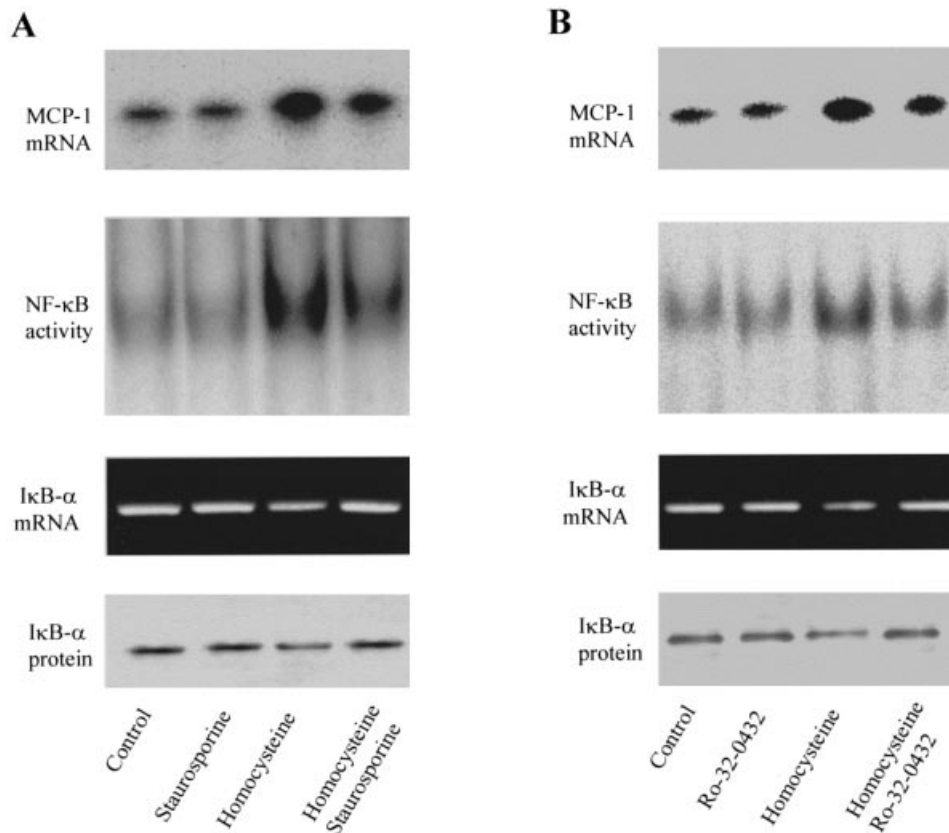 A
MCP-1
mRNA
NF-κB
activity
IκB-α
mRNA
IκB-α
protein
Control
Staurosporine
Homocysteine
Homocysteine
Staurosporine
B
MCP-1
mRNA
NF-κB
activity
IκB-α
mRNA
IκB-α
protein
Control
Ro-32-0432
Homocysteine
Homocysteine
Ro-32-0432